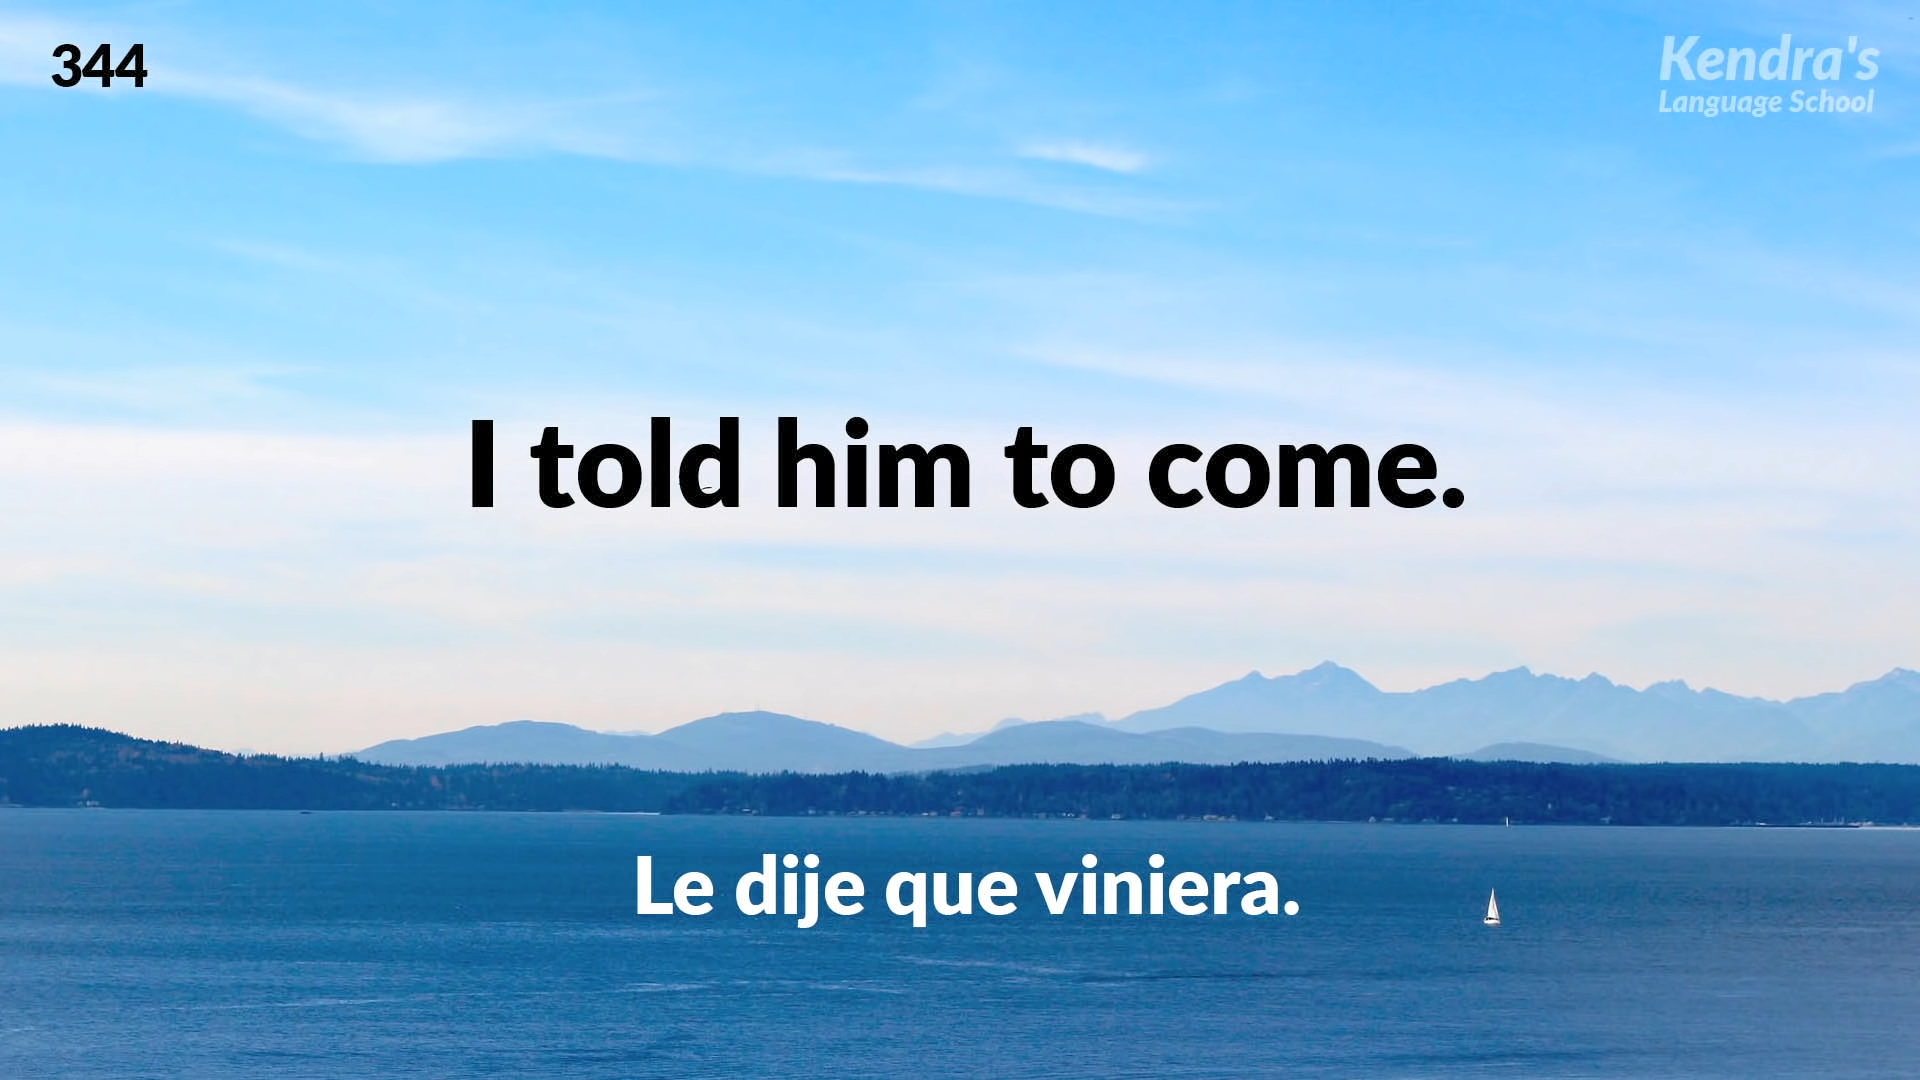 344
Kendra's
Language School
I told him to come.
Le dije que viniera.